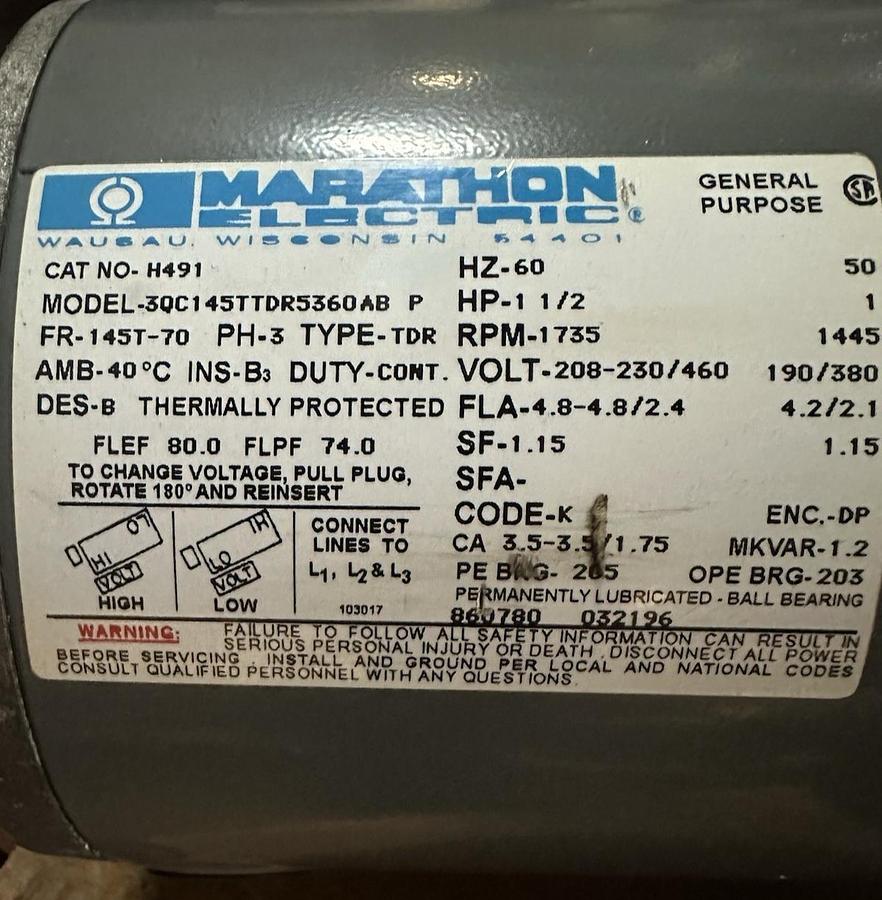 MARATHON
ELECTRIC®
WAUSAU, WISCONSIN 54401
GENERAL
PURPOSE
SA
CAT NO- H491 HZ-60 50
MODEL-3QC145TTDR5360AB P HP-1 1/2 1
FR-145T-70 PH-3 TYPE-TDR RPM-1735 1445
AMB-40°C INS-B3 DUTY-CONT. VOLT-208-230/460 190/380
DES-B THERMALLY PROTECTED FLA-4.8-4.8/2.4 4.2/2.1
FLEF 80.0 FLPF 74.0 SF-1.15 1.15
TO CHANGE VOLTAGE, PULL PLUG,
ROTATE 180° AND REINSERT
SFA-
CODE-K ENC.-DP
CA 3.5-3.5/1.75 MKVAR-1.2
PE BRG- 205 OPE BRG-203
PERMANENTLY LUBRICATED - BALL BEARING
860780 032196
LO
HI
VOLT
HIGH
HI
LO
VOLT
LOW
CONNECT
LINES TO
L1, L2 & L3
103017
WARNING: FAILURE TO FOLLOW ALL SAFETY INFORMATION CAN RESULT IN
SERIOUS PERSONAL INJURY OR DEATH. DISCONNECT ALL POWER
BEFORE SERVICING, INSTALL AND GROUND PER LOCAL AND NATIONAL CODES
CONSULT QUALIFIED PERSONNEL WITH ANY QUESTIONS.